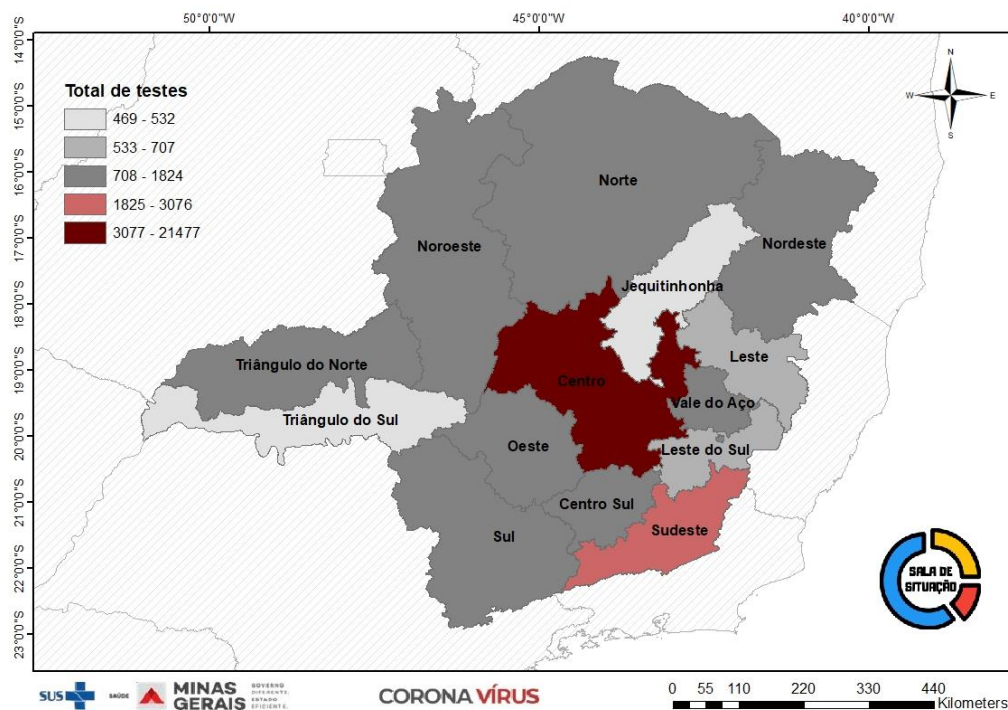 50°0'0"W 45°0'0"W 40°0'0"W
14°0'0"S
15°0'0"S
16°0'0"S
17°0'0"S
18°0'0"S
19°0'0"S
20°0'0"S
21°0'0"S
22°0'0"S
23°0'0"S
Total de testes
469 - 532
533 - 707
708 - 1824
1825 - 3076
3077 - 21477
N
W E
S
Norte
Noroeste
Nordeste
Jequitinhonha
Triângulo do Norte
Leste
Centro
Vale do Aço
Triângulo do Sul
Oeste
Leste do Sul
Centro Sul
Sudeste
Sul
SALA DE
SITUAÇÃO
SUS
SAÚDE
MINAS
GERAIS
GOVERNO
DIFERENTE.
ESTADO
EFICIENTE.
CORONA VÍRUS
0 55 110 220 330 440
Kilometers